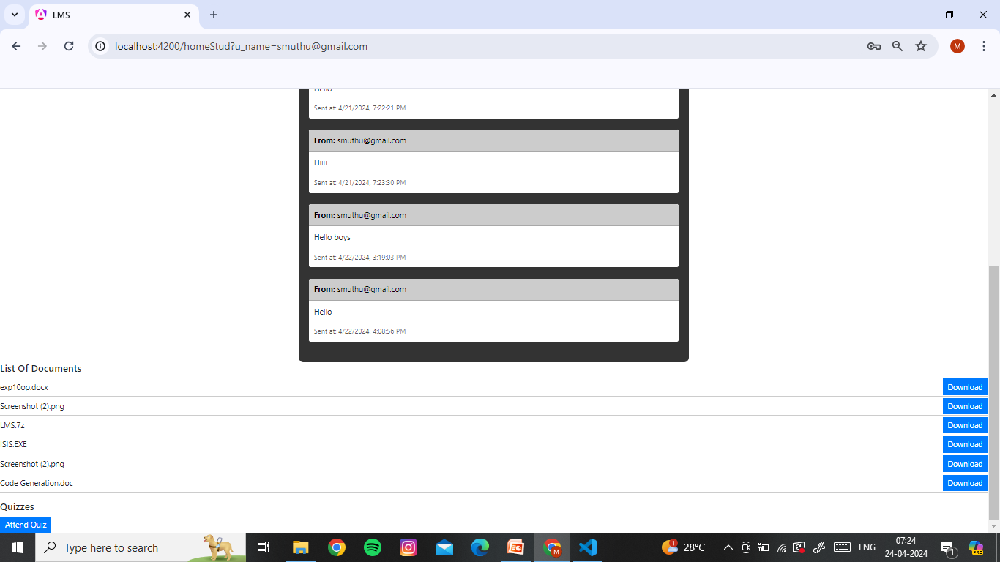 LMS
localhost:4200/homeStud?u_name=smuthu@gmail.com
M
Hello
Sent at: 4/21/2024, 7:22:21 PM
From: smuthu@gmail.com
Hiiii
Sent at: 4/21/2024, 7:23:30 PM
From: smuthu@gmail.com
Hello boys
Sent at: 4/22/2024, 3:19:03 PM
From: smuthu@gmail.com
Hello
Sent at: 4/22/2024, 4:08:56 PM
List Of Documents
exp10op.docx Download
Screenshot (2).png Download
LMS.7z Download
ISIS.EXE Download
Screenshot (2).png Download
Code Generation.doc Download
Quizzes
Attend Quiz
Type here to search
M
1
28°C
ENG
07:24
24-04-2024
1
PRE